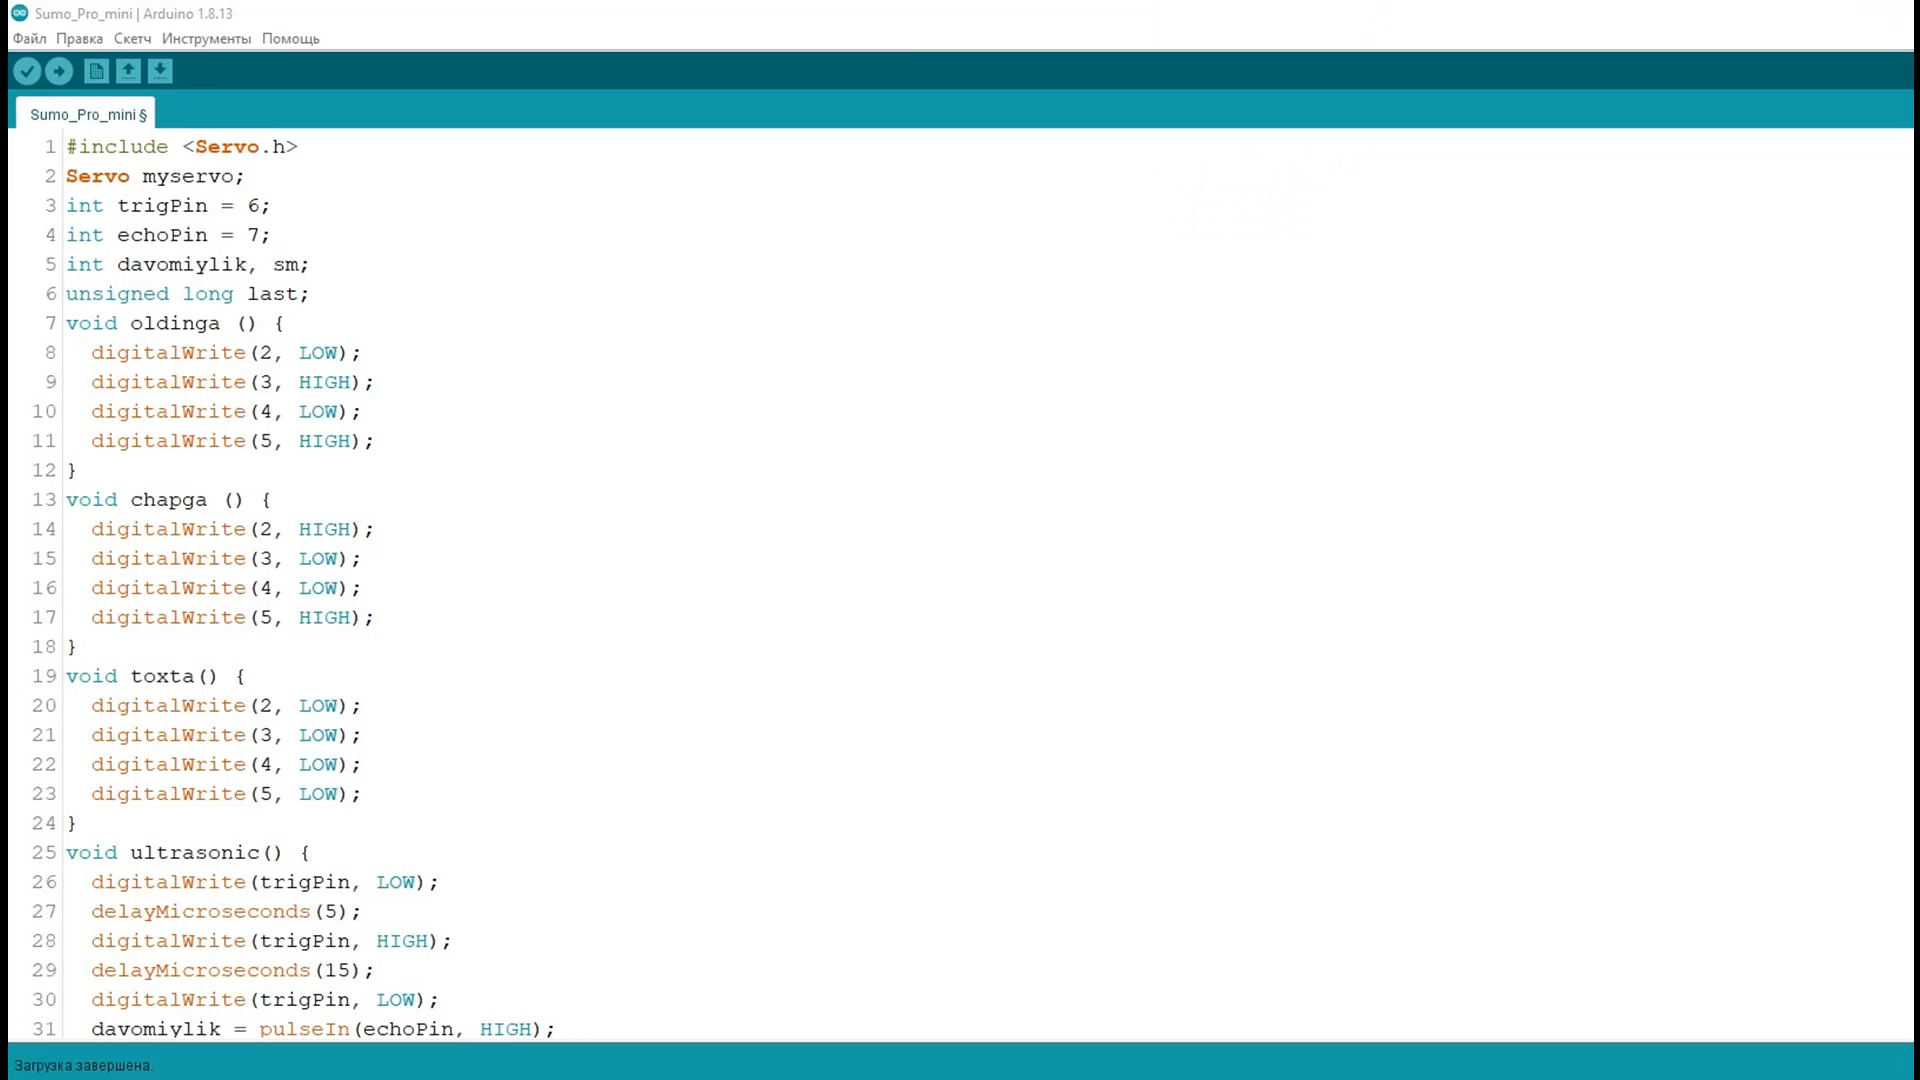 Sumo_Pro_mini | Arduino 1.8.13
Файл Правка Скетч Инструменты Помощь
Sumo_Pro_mini §
1 #include <Servo.h>
2 Servo myservo;
3 int trigPin = 6;
4 int echoPin = 7;
5 int davomiylik, sm;
6 unsigned long last;
7 void oldinga () {
8 digitalWrite(2, LOW);
9 digitalWrite(3, HIGH);
10 digitalWrite(4, LOW);
11 digitalWrite(5, HIGH);
12 }
13 void chapga () {
14 digitalWrite(2, HIGH);
15 digitalWrite(3, LOW);
16 digitalWrite(4, LOW);
17 digitalWrite(5, HIGH);
18 }
19 void toxta() {
20 digitalWrite(2, LOW);
21 digitalWrite(3, LOW);
22 digitalWrite(4, LOW);
23 digitalWrite(5, LOW);
24 }
25 void ultrasonic() {
26 digitalWrite(trigPin, LOW);
27 delayMicroseconds(5);
28 digitalWrite(trigPin, HIGH);
29 delayMicroseconds(15);
30 digitalWrite(trigPin, LOW);
31 davomiylik = pulseIn(echoPin, HIGH);
Загрузка завершена.